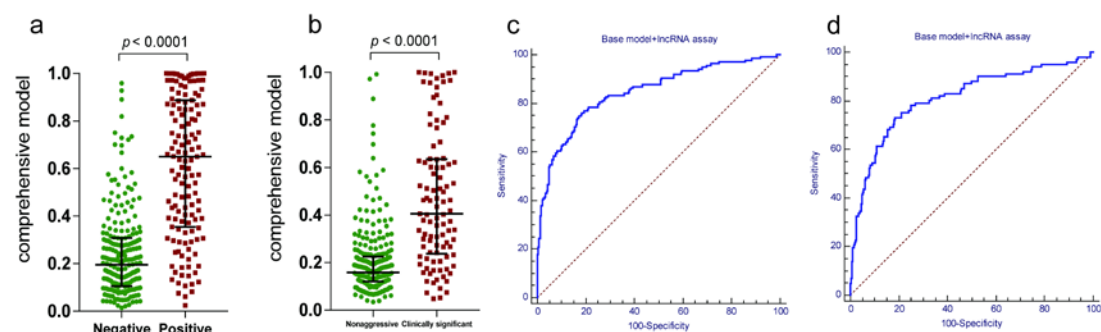 a
p < 0.0001
comprehensive model
1.0
0.8
0.6
0.4
0.2
0.0
Negative Positive
b
p < 0.0001
comprehensive model
1.0
0.8
0.6
0.4
0.2
0.0
Nonaggressive Clinically significant
c
Base model+lncRNA assay
Sensitivity
100
80
60
40
20
0
0 20 40 60 80 100
100-Specificity
d
Base model+lncRNA assay
Sensitivity
100
80
60
40
20
0
0 20 40 60 80 100
100-Specificity